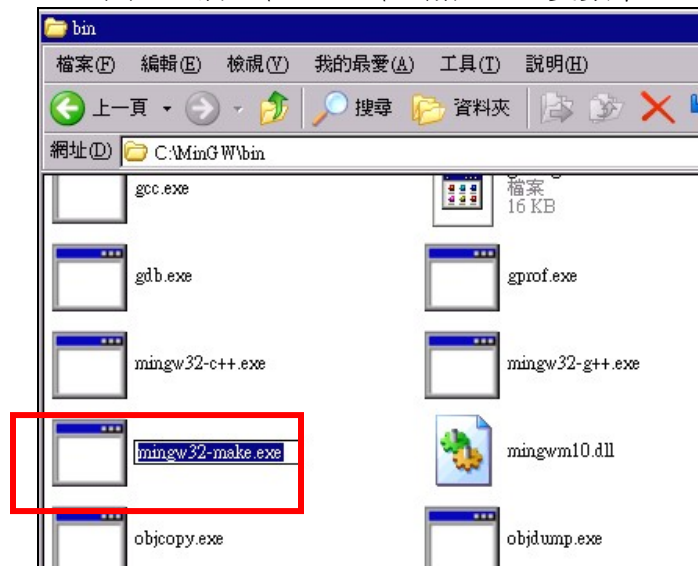 bin
檔案(F) 編輯(E) 檢視(V) 我的最愛(A) 工具(T) 說明(H)
上一頁 搜尋 資料夾
網址(D) C:\MinGW\bin
gcc.exe
檔案
16 KB
gdb.exe gprof.exe
mingw32-c++.exe mingw32-g++.exe
mingw32-make.exe mingwm10.dll
objcopy.exe objdump.exe